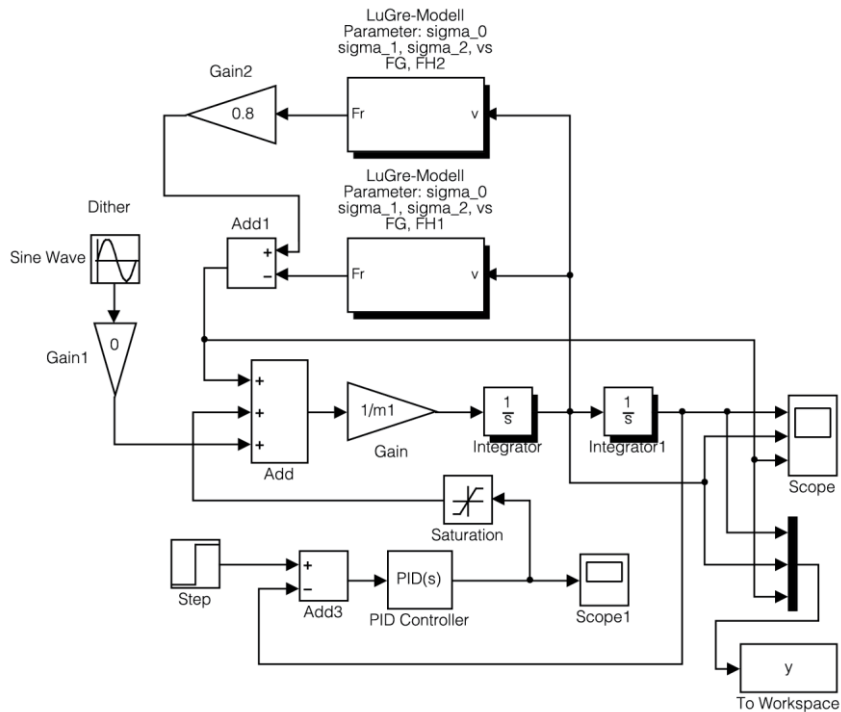 LuGre-Modell
Parameter: sigma_0
sigma_1, sigma_2, vs
FG, FH2
Gain2
0.8
Fr
v
LuGre-Modell
Parameter: sigma_0
sigma_1, sigma_2, vs
FG, FH1
Dither
Add1
Sine Wave
+
−
Fr
v
0
Gain1
+
+
+
1/m1
1
s
1
s
Gain
Integrator
Integrator1
Add
Scope
Saturation
+
−
PID(s)
Step
Add3
PID Controller
Scope1
y
To Workspace